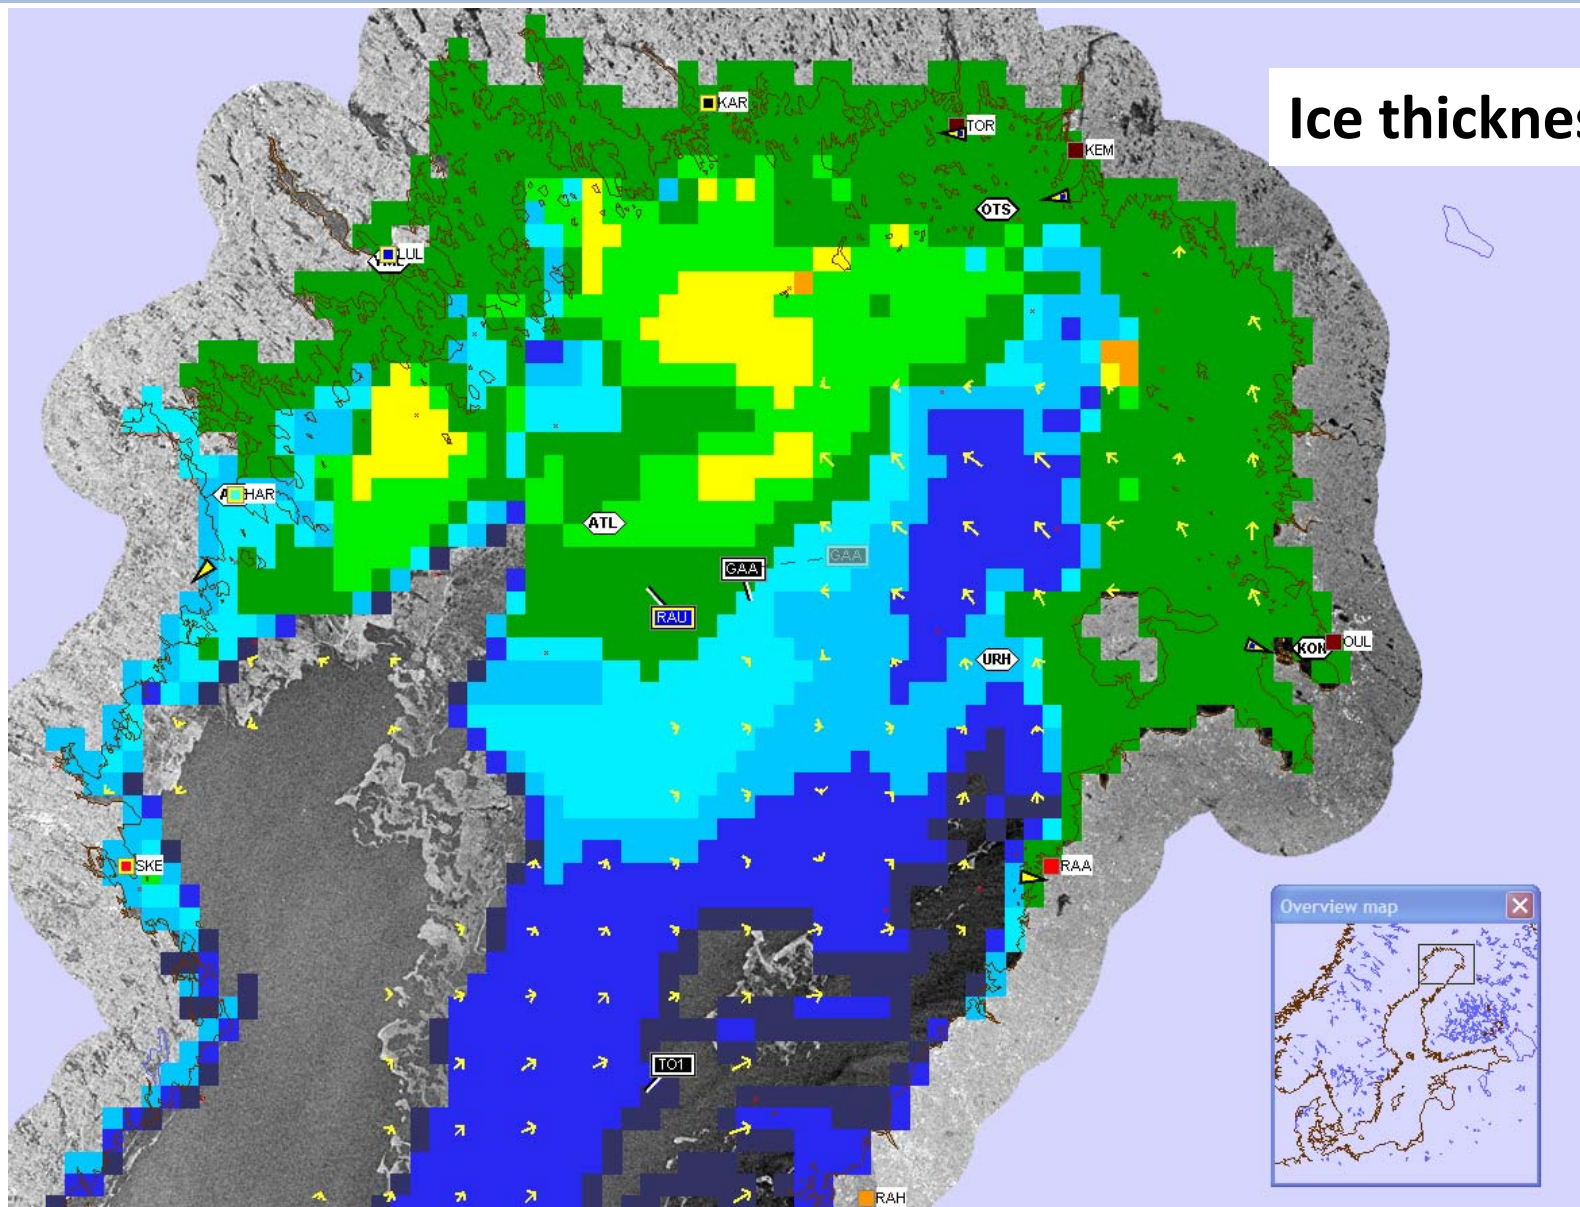 Ice thicknes
KAR
TOR
KEM
OTS
LUL
HAR
ATL
GAA
GAA
RAU
URH
KON
OUL
SKE
RAA
Overview map
TO1
RAH